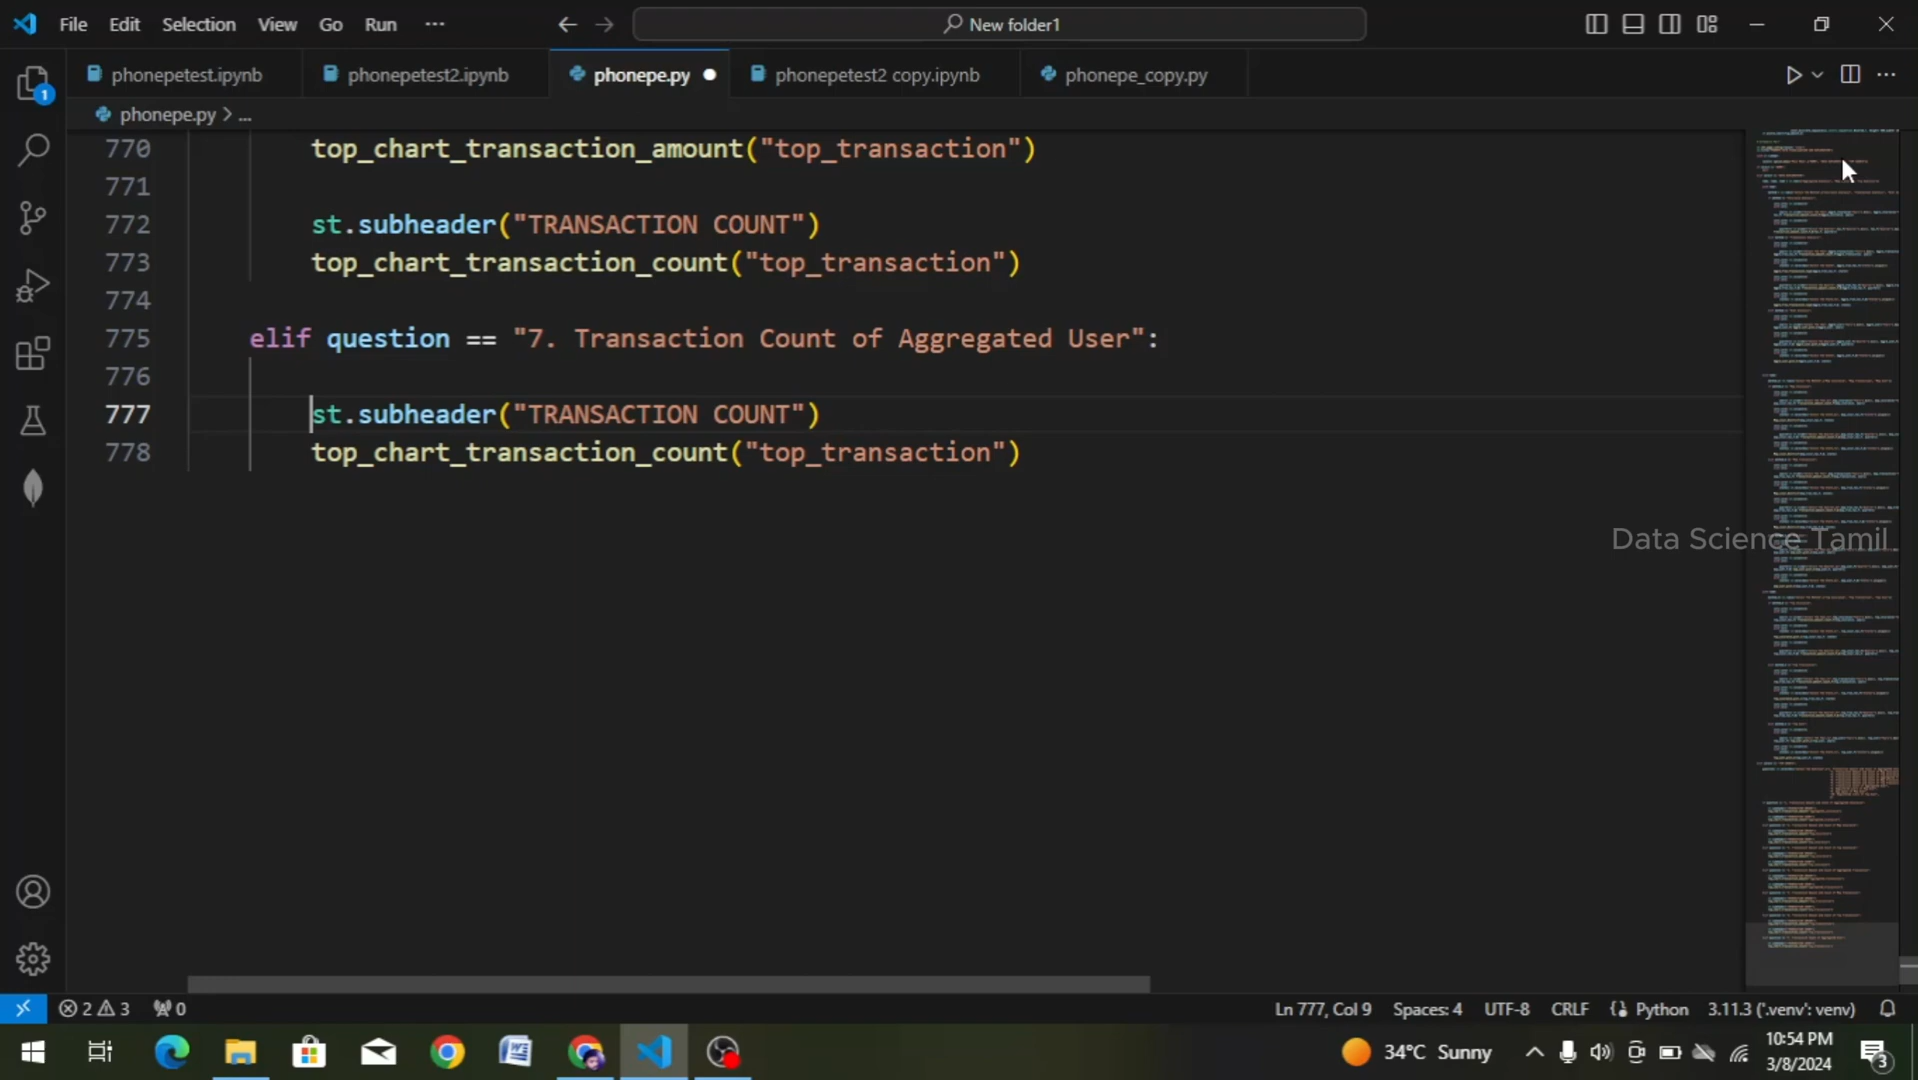 File Edit Selection View Go Run ··· New folder1
phonepetest.ipynb phonepetest2.ipynb phonepe.py phonepetest2 copy.ipynb phonepe_copy.py
phonepe.py > ...
770 top_chart_transaction_amount("top_transaction")
771
772 st.subheader("TRANSACTION COUNT")
773 top_chart_transaction_count("top_transaction")
774
775 elif question == "7. Transaction Count of Aggregated User":
776
777 st.subheader("TRANSACTION COUNT")
778 top_chart_transaction_count("top_transaction")
1
Data Science Tamil
2 3 0 Ln 777, Col 9 Spaces: 4 UTF-8 CRLF Python 3.11.3 ('.venv': venv)
34°C Sunny 10:54 PM
3/8/2024 3